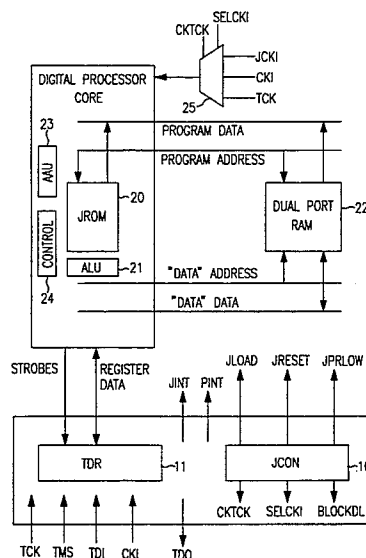 SELCKI
CKTCK
JCKI
CKI
TCK
25
DIGITAL PROCESSOR
CORE
23
AAU
PROGRAM DATA
PROGRAM ADDRESS
JROM
20
DUAL PORT
RAM
22
CONTROL
24
ALU
21
"DATA" ADDRESS
"DATA" DATA
STROBES
REGISTER
DATA
JINT
PINT
JLOAD
JRESET
JPRLOW
TDR
11
JCON
16
CKTCK
SELCKI
BLOCKDL
TCK
TMS
TDI
CKI
TDO